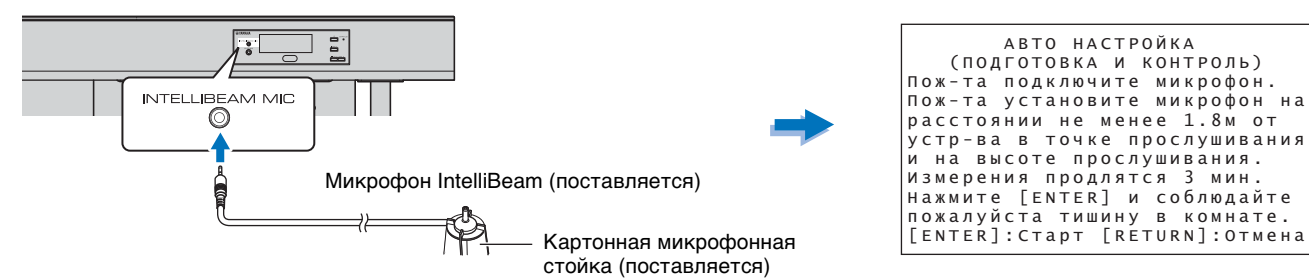 INTELLIBEAM MIC
Микрофон IntelliBeam (поставляется)
Картонная микрофонная
стойка (поставляется)
АВТО НАСТРОЙКА
(ПОДГОТОВКА И КОНТРОЛЬ)
Пож-та подключите микрофон.
Пож-та установите микрофон на
расстоянии не менее 1.8м от
устр-ва в точке прослушивания
и на высоте прослушивания.
Измерения продлятся 3 мин.
Нажмите [ENTER] и соблюдайте
пожалуйста тишину в комнате.
[ENTER]:Старт [RETURN]:Отмена